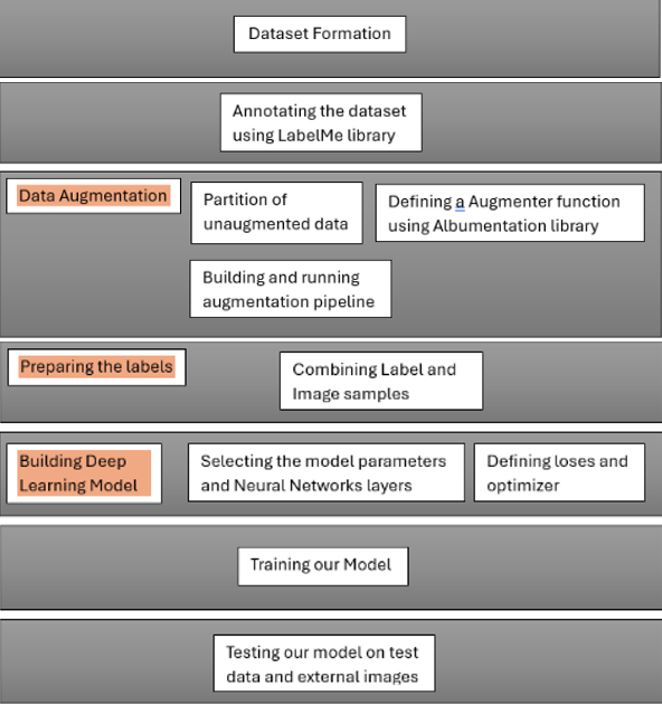 Dataset Formation
Annotating the dataset
using LabelMe library
Data Augmentation
Partition of
unaugmented data
Defining a Augmenter function
using Albumentation library
Building and running
augmentation pipeline
Preparing the labels
Combining Label and
Image samples
Building Deep
Learning Model
Selecting the model parameters
and Neural Networks layers
Defining loses and
optimizer
Training our Model
Testing our model on test
data and external images